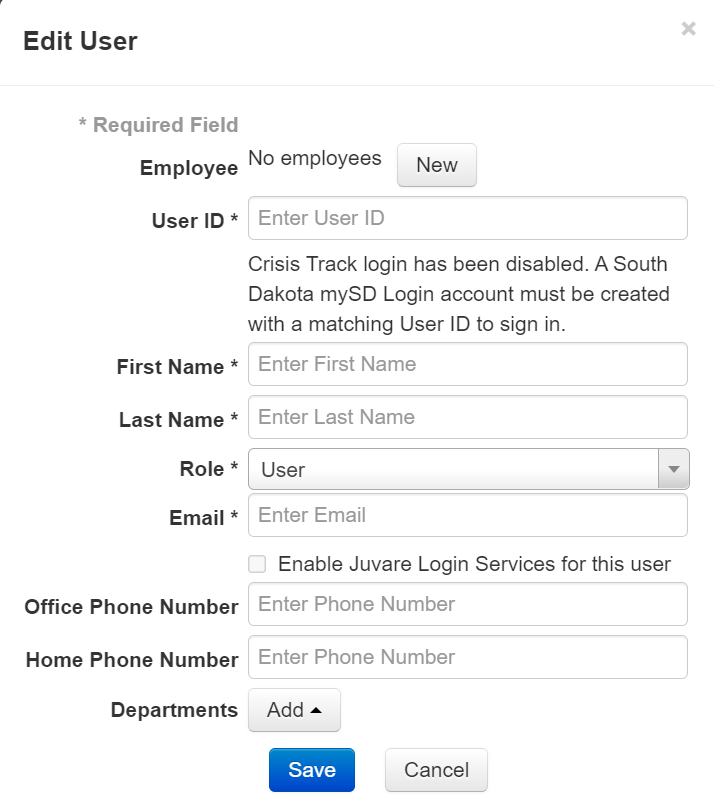 Edit User
×
* Required Field
Employee No employees New
User ID * Enter User ID
Crisis Track login has been disabled. A South
Dakota mySD Login account must be created
with a matching User ID to sign in.
First Name * Enter First Name
Last Name * Enter Last Name
Role * User
Email * Enter Email
Enable Juvare Login Services for this user
Office Phone Number Enter Phone Number
Home Phone Number Enter Phone Number
Departments Add
Save Cancel